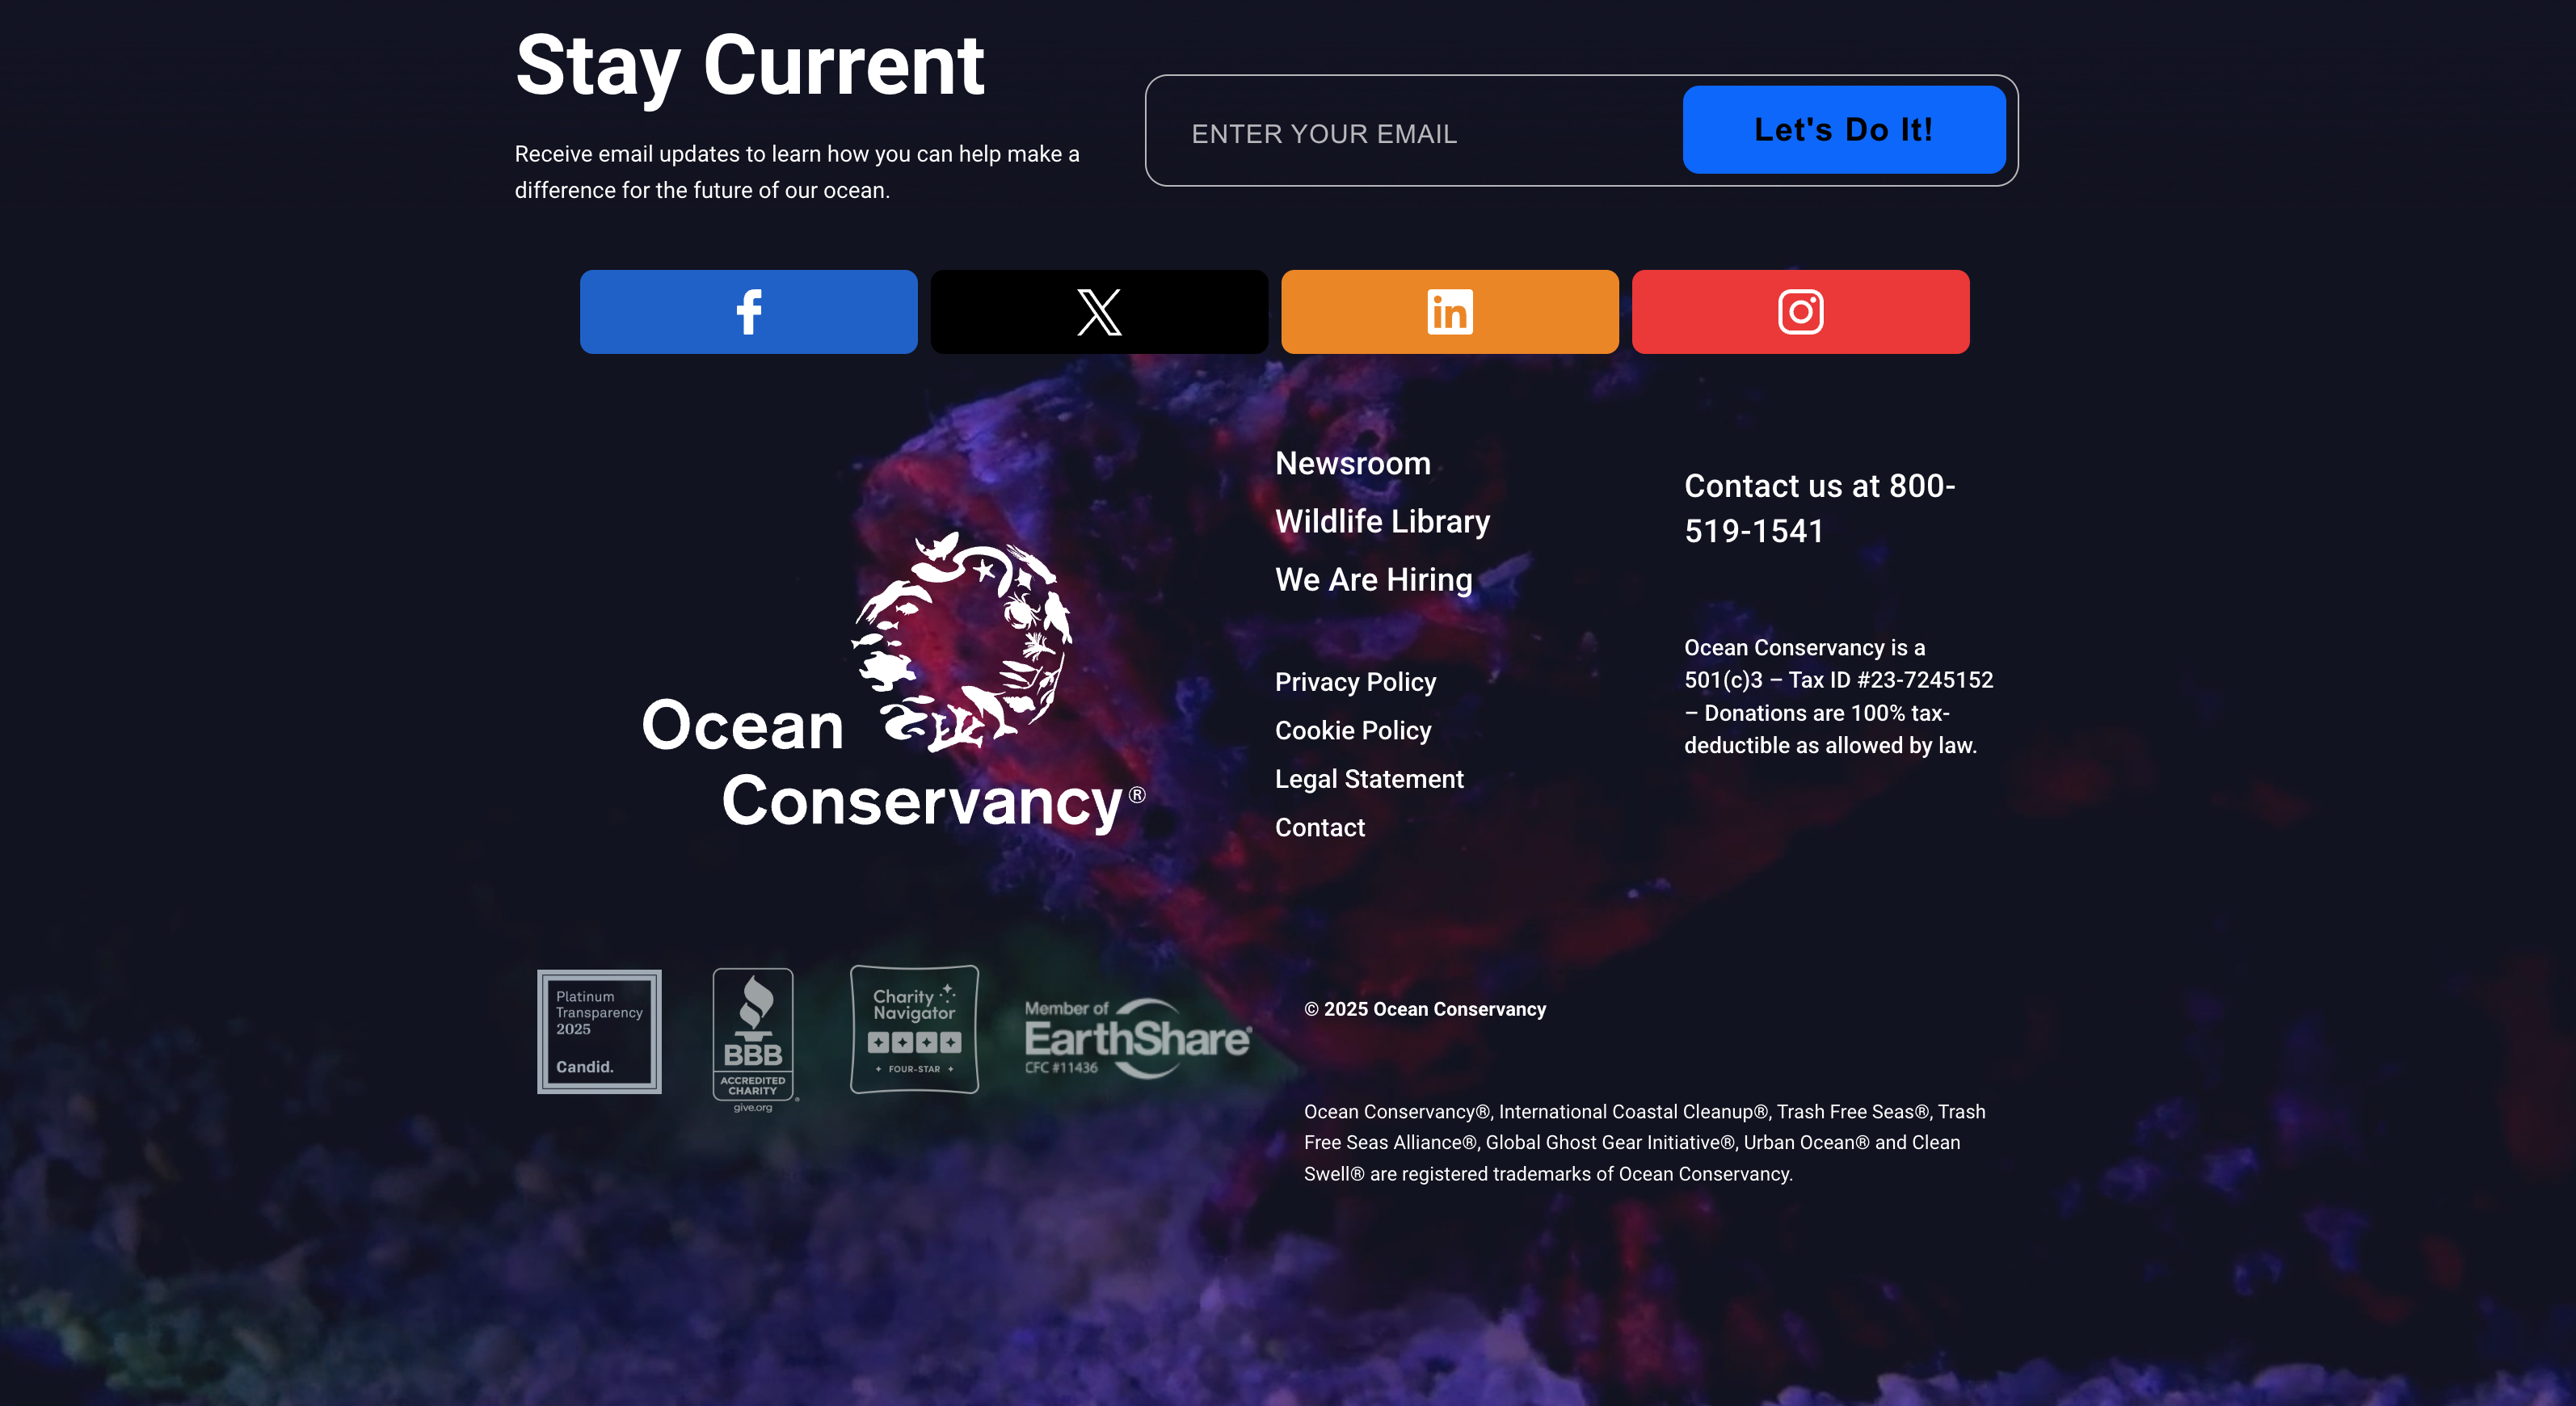 Stay Current
Receive email updates to learn how you can help make a
difference for the future of our ocean.
ENTER YOUR EMAIL
Let's Do It!
f
X
in
Ocean
Conservancy®
Newsroom
Wildlife Library
We Are Hiring
Privacy Policy
Cookie Policy
Legal Statement
Contact
Contact us at 800-
519-1541
Ocean Conservancy is a
501(c)3 – Tax ID #23-7245152
– Donations are 100% tax-
deductible as allowed by law.
Platinum
Transparency
2025
Candid.
BBB
ACCREDITED
CHARITY
®
give.org
Charity
Navigator
FOUR-STAR
Member of
EarthShare®
CFC #11436
© 2025 Ocean Conservancy
Ocean Conservancy®, International Coastal Cleanup®, Trash Free Seas®, Trash
Free Seas Alliance®, Global Ghost Gear Initiative®, Urban Ocean® and Clean
Swell® are registered trademarks of Ocean Conservancy.